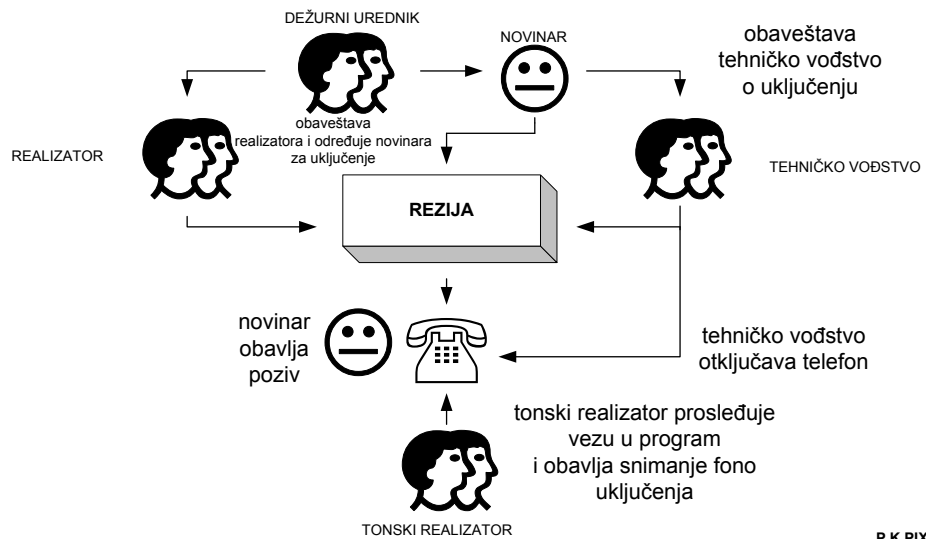 DEŽURNI UREDNIK
NOVINAR
obaveštava
tehničko vođstvo
o uključenju
obaveštava
realizatora i određuje novinara
za uključenje
REALIZATOR
TEHNIČKO VOĐSTVO
REZIJA
novinar
obavlja
poziv
tehničko vođstvo
otključava telefon
tonski realizator prosleđuje
vezu u program
i obavlja snimanje fono
uključenja
TONSKI REALIZATOR
P.K.PIX